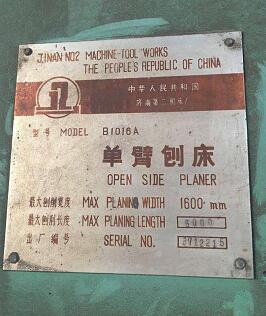 JINAN NO2 MACHINE-TOOL WORKS
THE PEOPLE'S REPUBLIC OF CHINA
中华人民共和国
济南第二机床厂
型号 MODEL B1016A
单臂刨床
OPEN SIDE PLANER
最大刨削宽度 MAX PLANING WIDTH 1600 mm
最大刨削长度 MAX PLANING LENGTH 6000
出厂编号 SERIAL NO.